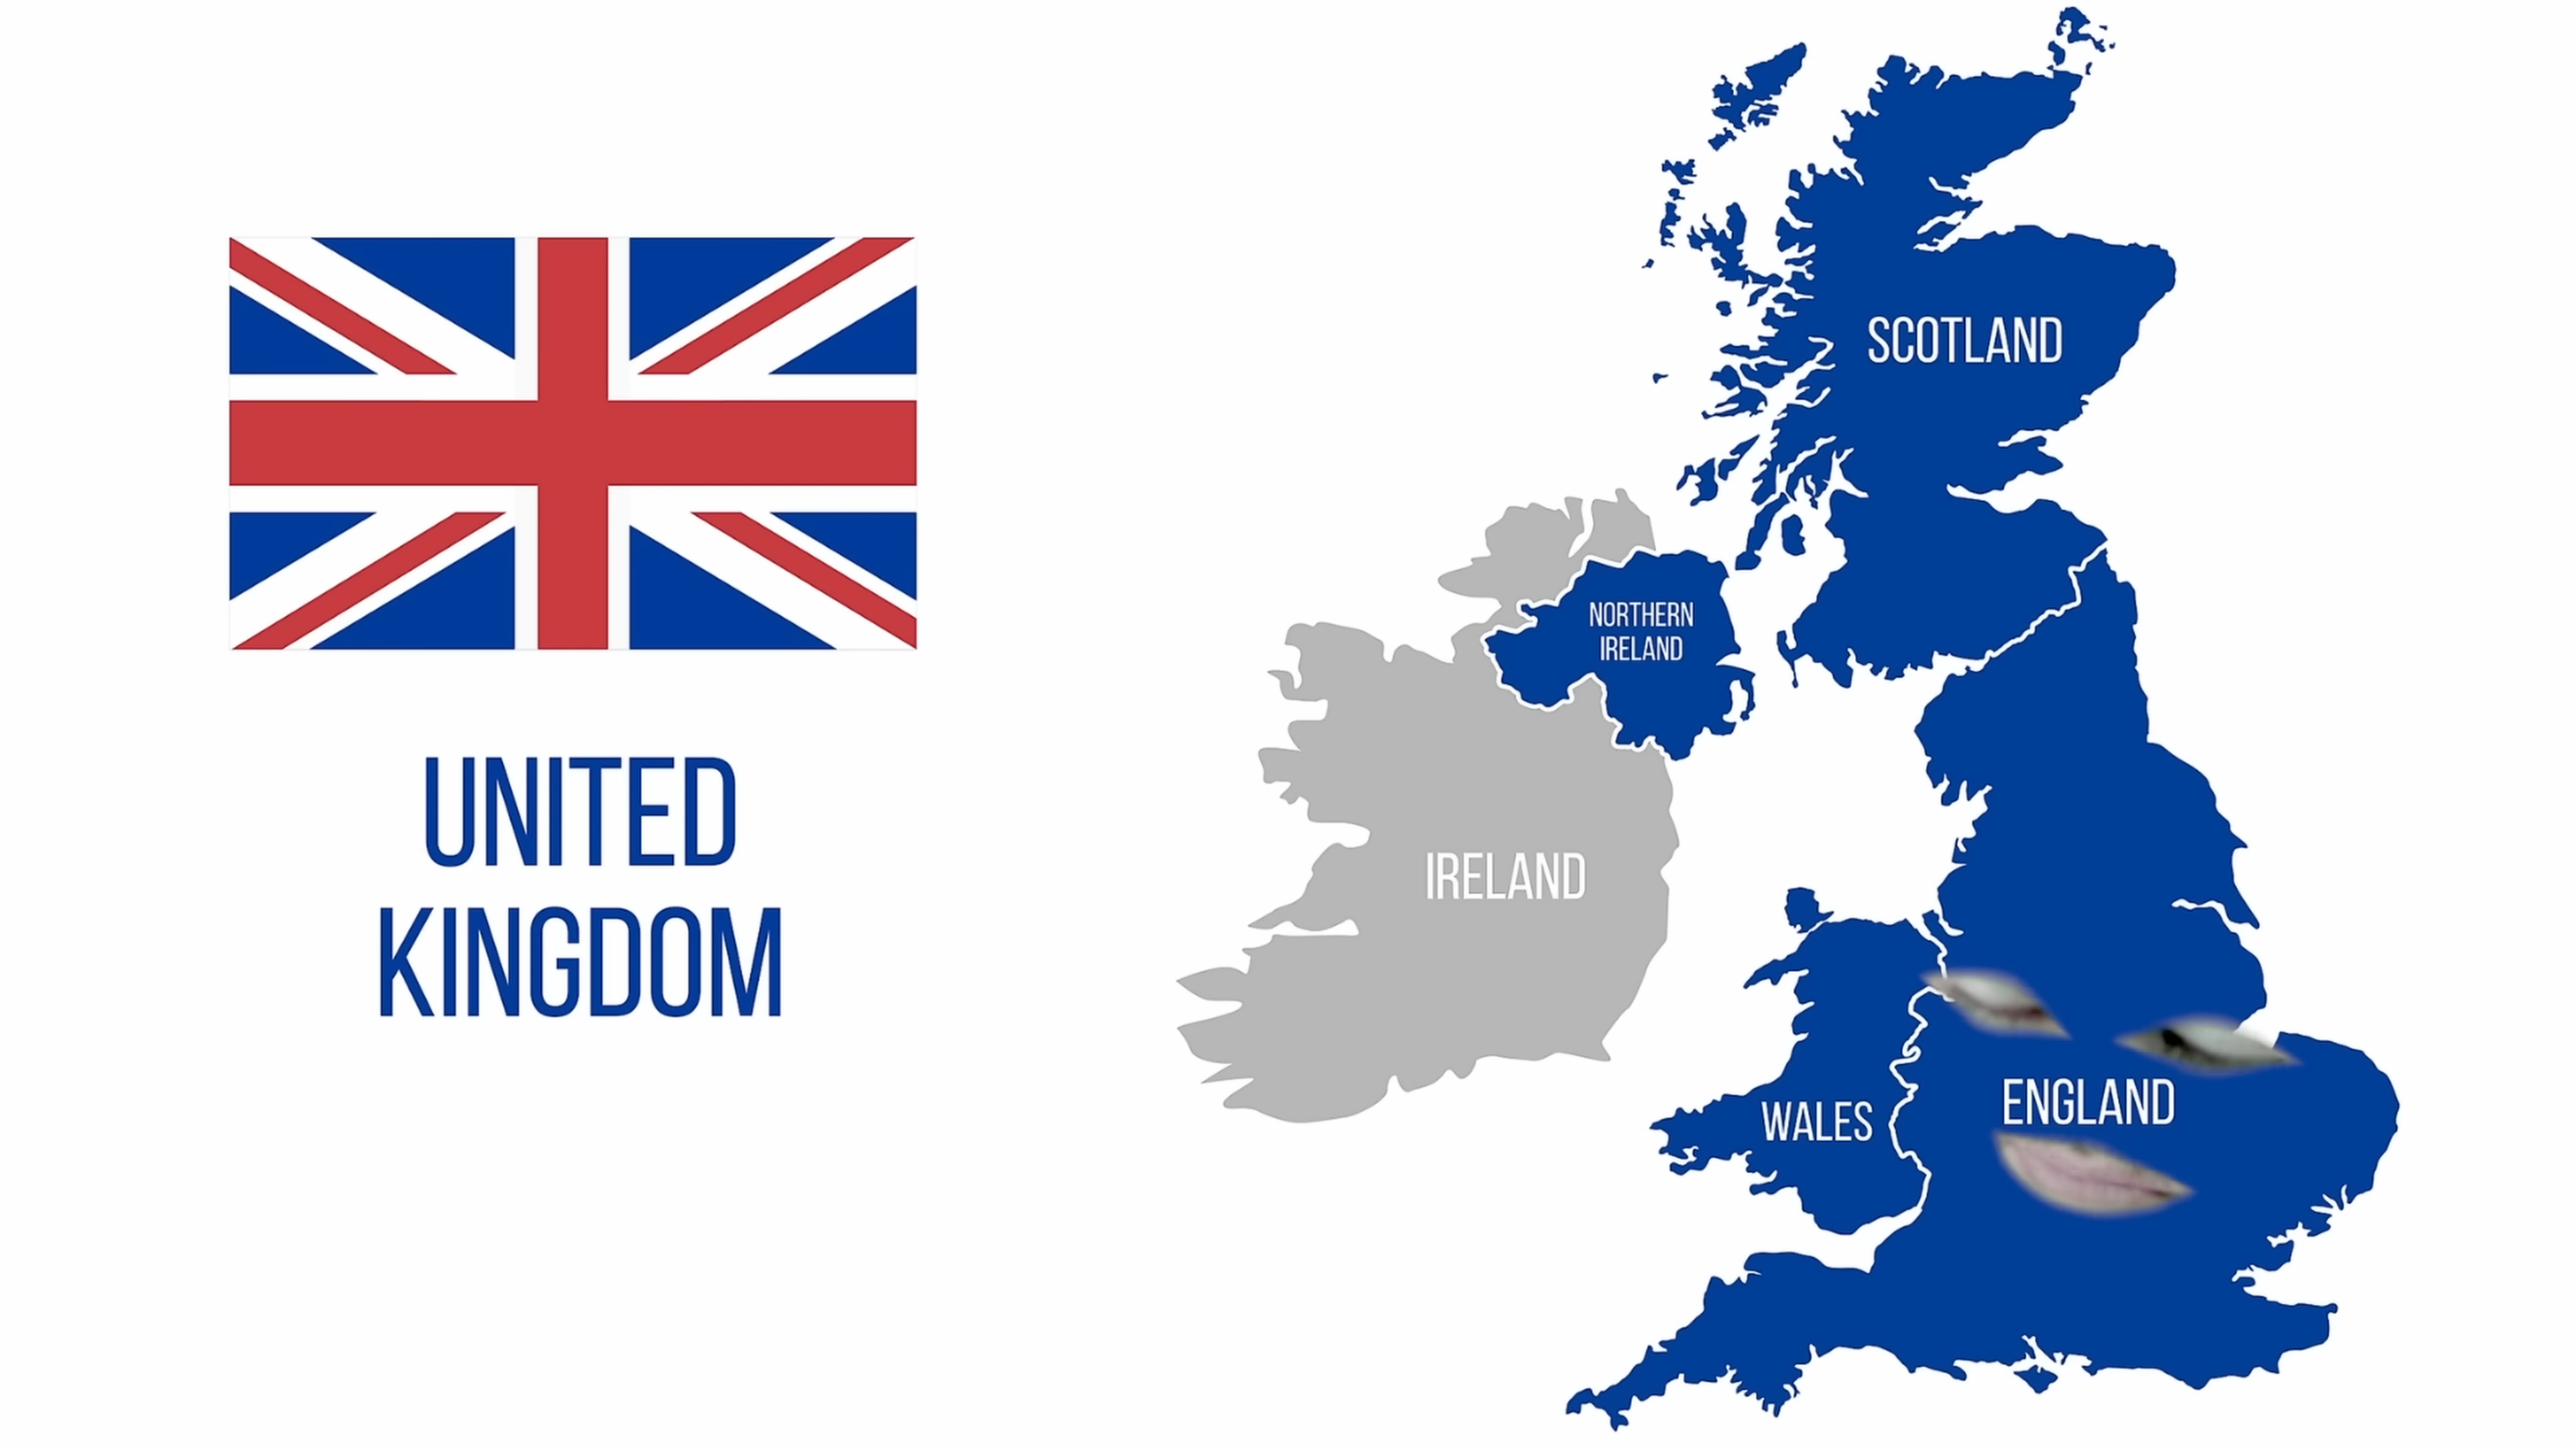 UNITED
KINGDOM
SCOTLAND
NORTHERN
IRELAND
IRELAND
WALES
ENGLAND